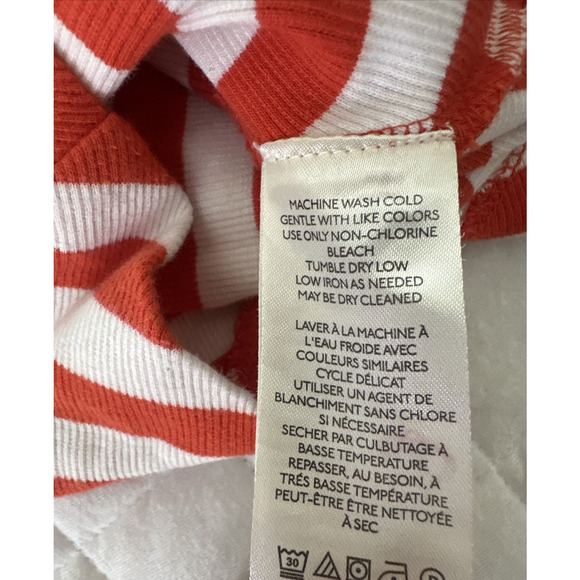 MACHINE WASH COLD
GENTLE WITH LIKE COLORS
USE ONLY NON-CHLORINE
BLEACH
TUMBLE DRY LOW
LOW IRON AS NEEDED
MAY BE DRY CLEANED
LAVER À LA MACHINE À
L'EAU FROIDE AVEC
COULEURS SIMILAIRES
CYCLE DÉLICAT
UTILISER UN AGENT DE
BLANCHIMENT SANS CHLORE
SI NÉCESSAIRE
SECHER PAR CULBUTAGE À
BASSE TEMPERATURE
REPASSER, AU BESOIN, À
TRÉS BASSE TEMPÉRATURE
PEUT-ÊTRE ÊTRE NETTOYÉE
À SEC
30